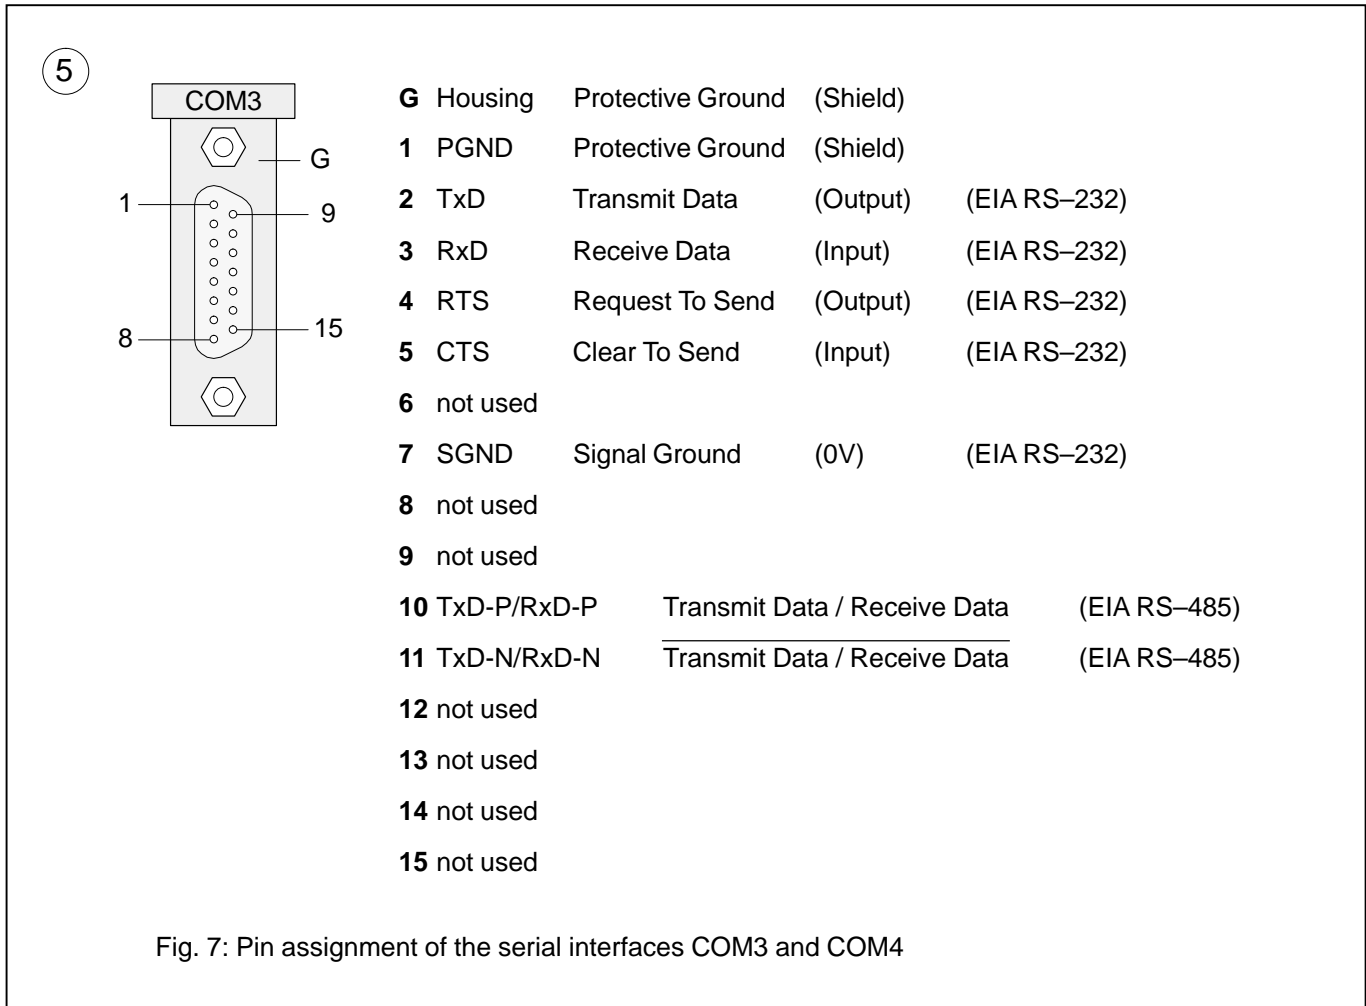 5
COM3
G
1
9
8
15
G Housing Protective Ground (Shield)
1 PGND Protective Ground (Shield)
2 TxD Transmit Data (Output) (EIA RS–232)
3 RxD Receive Data (Input) (EIA RS–232)
4 RTS Request To Send (Output) (EIA RS–232)
5 CTS Clear To Send (Input) (EIA RS–232)
6 not used
7 SGND Signal Ground (0V) (EIA RS–232)
8 not used
9 not used
10 TxD-P/RxD-P Transmit Data / Receive Data (EIA RS–485)
11 TxD-N/RxD-N Transmit Data / Receive Data (EIA RS–485)
12 not used
13 not used
14 not used
15 not used
Fig. 7: Pin assignment of the serial interfaces COM3 and COM4